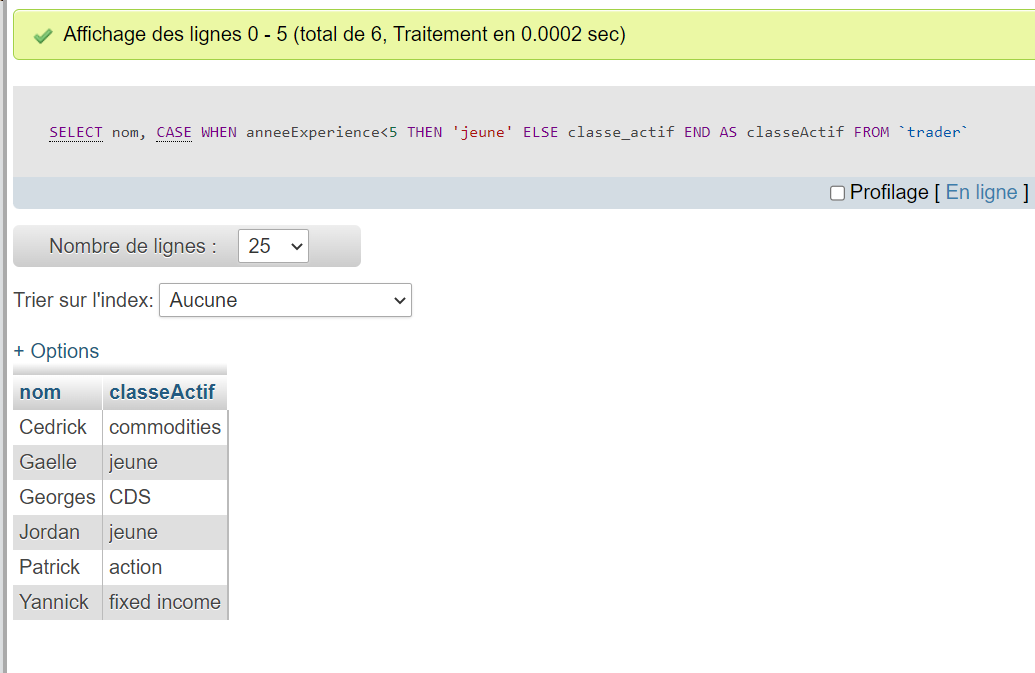 Affichage des lignes 0 - 5 (total de 6, Traitement en 0.0002 sec)
SELECT nom, CASE WHEN anneeExperience<5 THEN 'jeune' ELSE classe_actif END AS classeActif FROM `trader`
Profilage [ En ligne ]
Nombre de lignes : 25
Trier sur l'index: Aucune
+ Options
nom classeActif
Cedrick commodities
Gaelle jeune
Georges CDS
Jordan jeune
Patrick action
Yannick fixed income